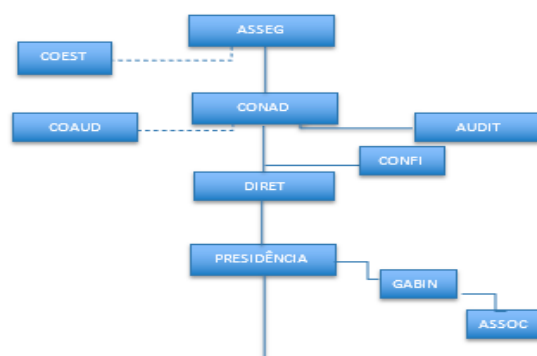 ASSEG
COEST
CONAD
COAUD
AUDIT
CONFI
DIRET
PRESIDÊNCIA
GABIN
ASSOC